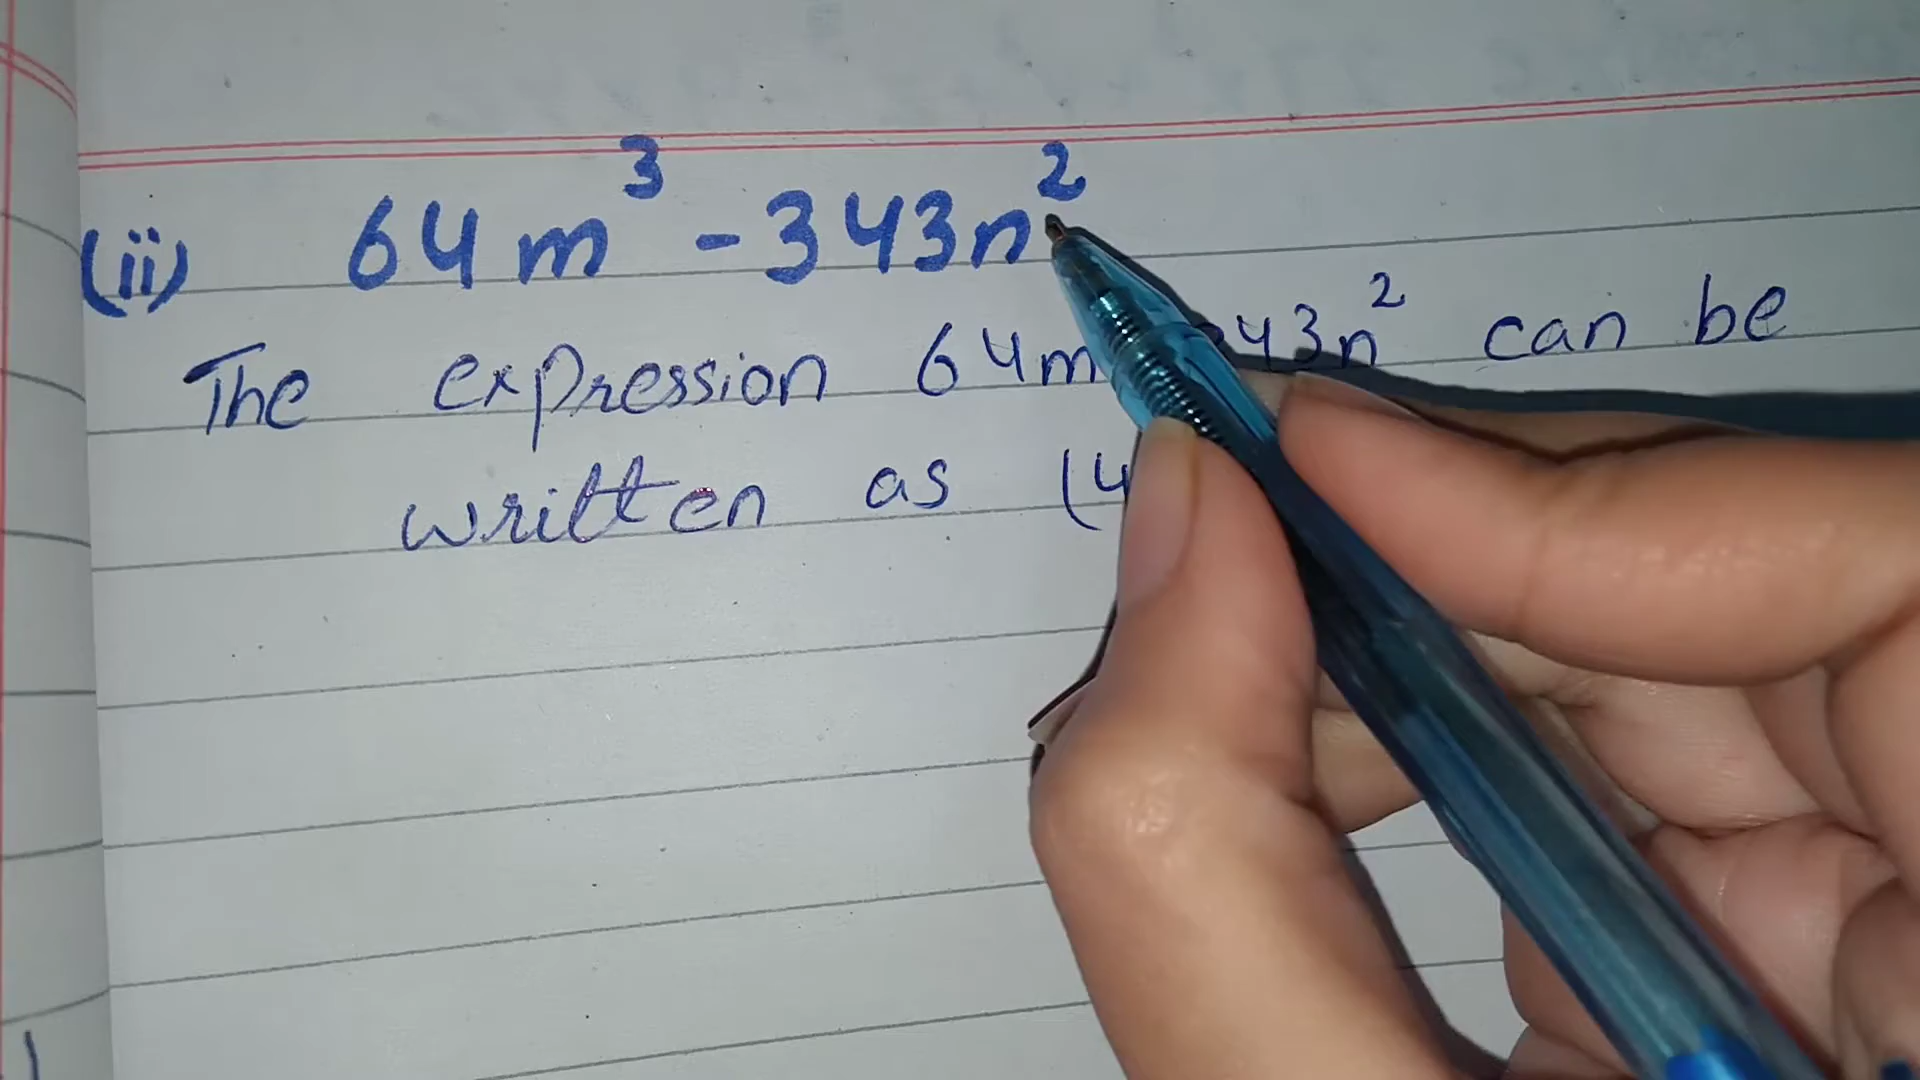 (ii) 64m³ - 343n²
The expression 64m 43n² can be
written as (4